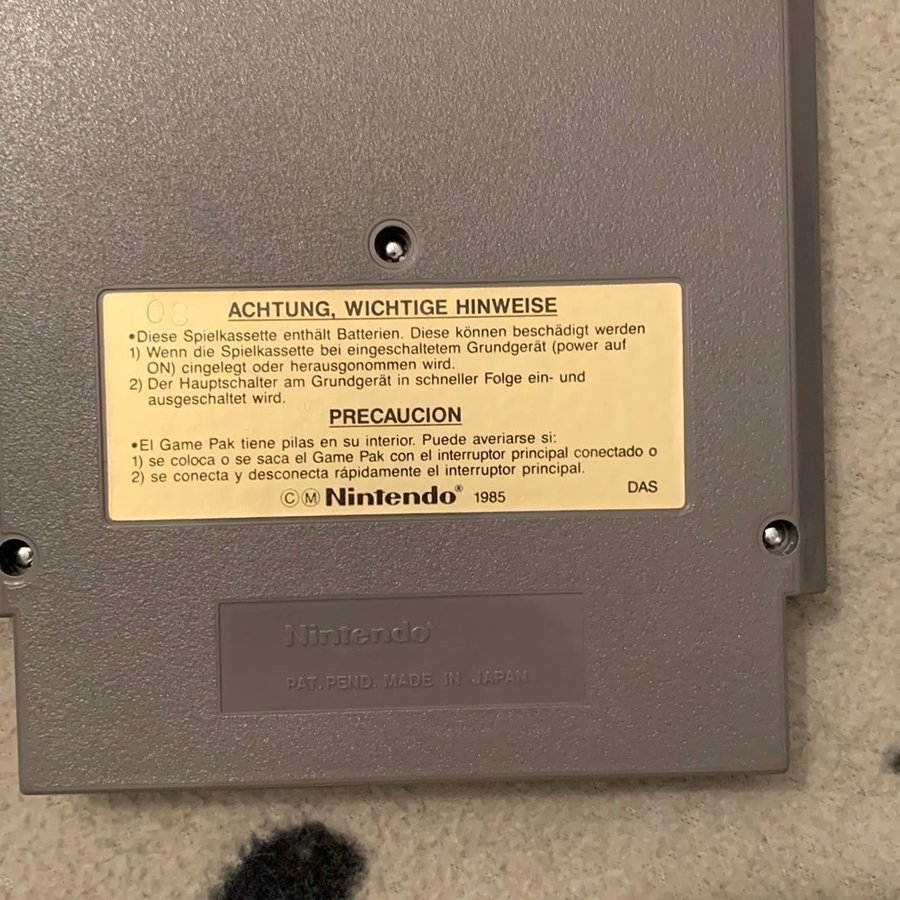 ACHTUNG, WICHTIGE HINWEISE
•Diese Spielkassette enthält Batterien. Diese können beschädigt werden
1) Wenn die Spielkassette bei eingeschaltetem Grundgerät (power auf
ON) cingelegt oder herausgonommen wird.
2) Der Hauptschalter am Grundgerät in schneller Folge ein- und
ausgeschaltet wird.
PRECAUCION
•El Game Pak tiene pilas en su interior. Puede averiarse si:
1) se coloca o se saca el Game Pak con el interruptor principal conectado o
2) se conecta y desconecta rápidamente el interruptor principal.
ⒸⓂ Nintendo® 1985
DAS
Nintendo®
PAT. PEND. MADE IN JAPAN